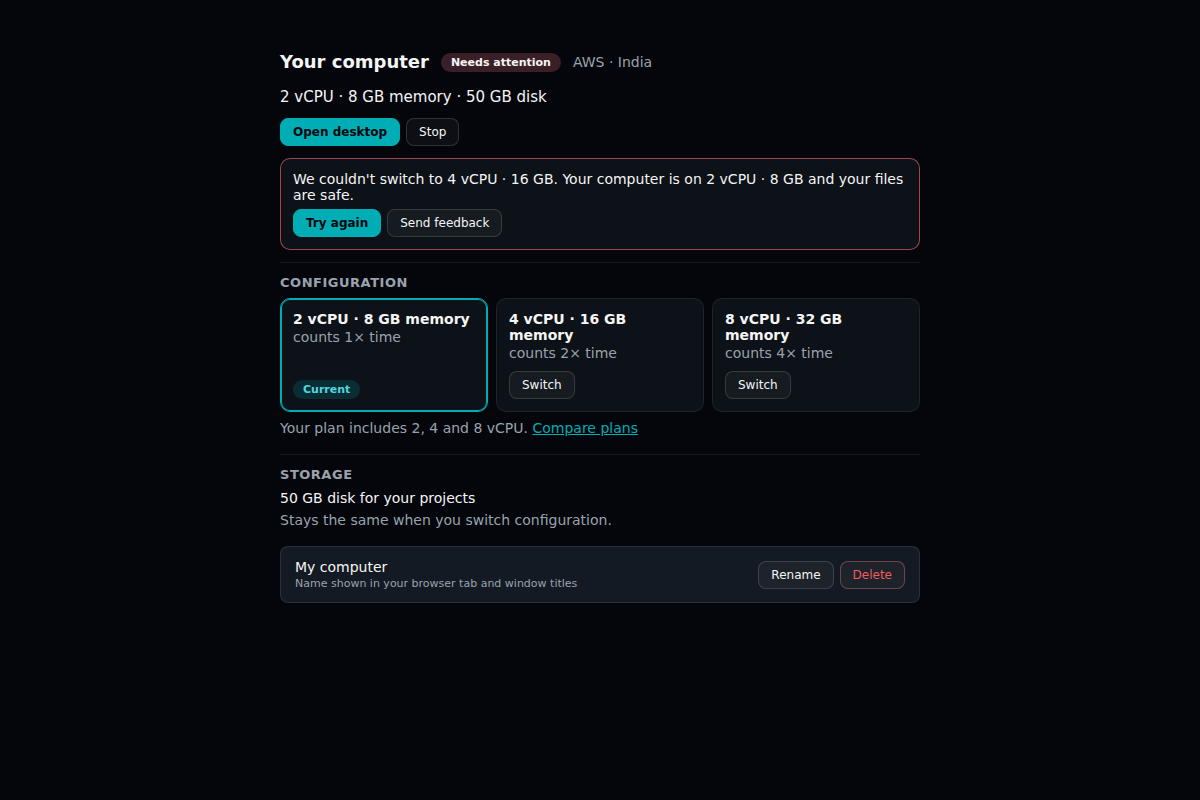 Your computer Needs attention AWS · India
2 vCPU · 8 GB memory · 50 GB disk
Open desktop Stop
We couldn't switch to 4 vCPU · 16 GB. Your computer is on 2 vCPU · 8 GB and your files
are safe.
Try again Send feedback
CONFIGURATION
2 vCPU · 8 GB memory
counts 1× time
Current
4 vCPU · 16 GB
memory
counts 2× time
Switch
8 vCPU · 32 GB
memory
counts 4× time
Switch
Your plan includes 2, 4 and 8 vCPU. Compare plans
STORAGE
50 GB disk for your projects
Stays the same when you switch configuration.
My computer
Name shown in your browser tab and window titles
Rename Delete